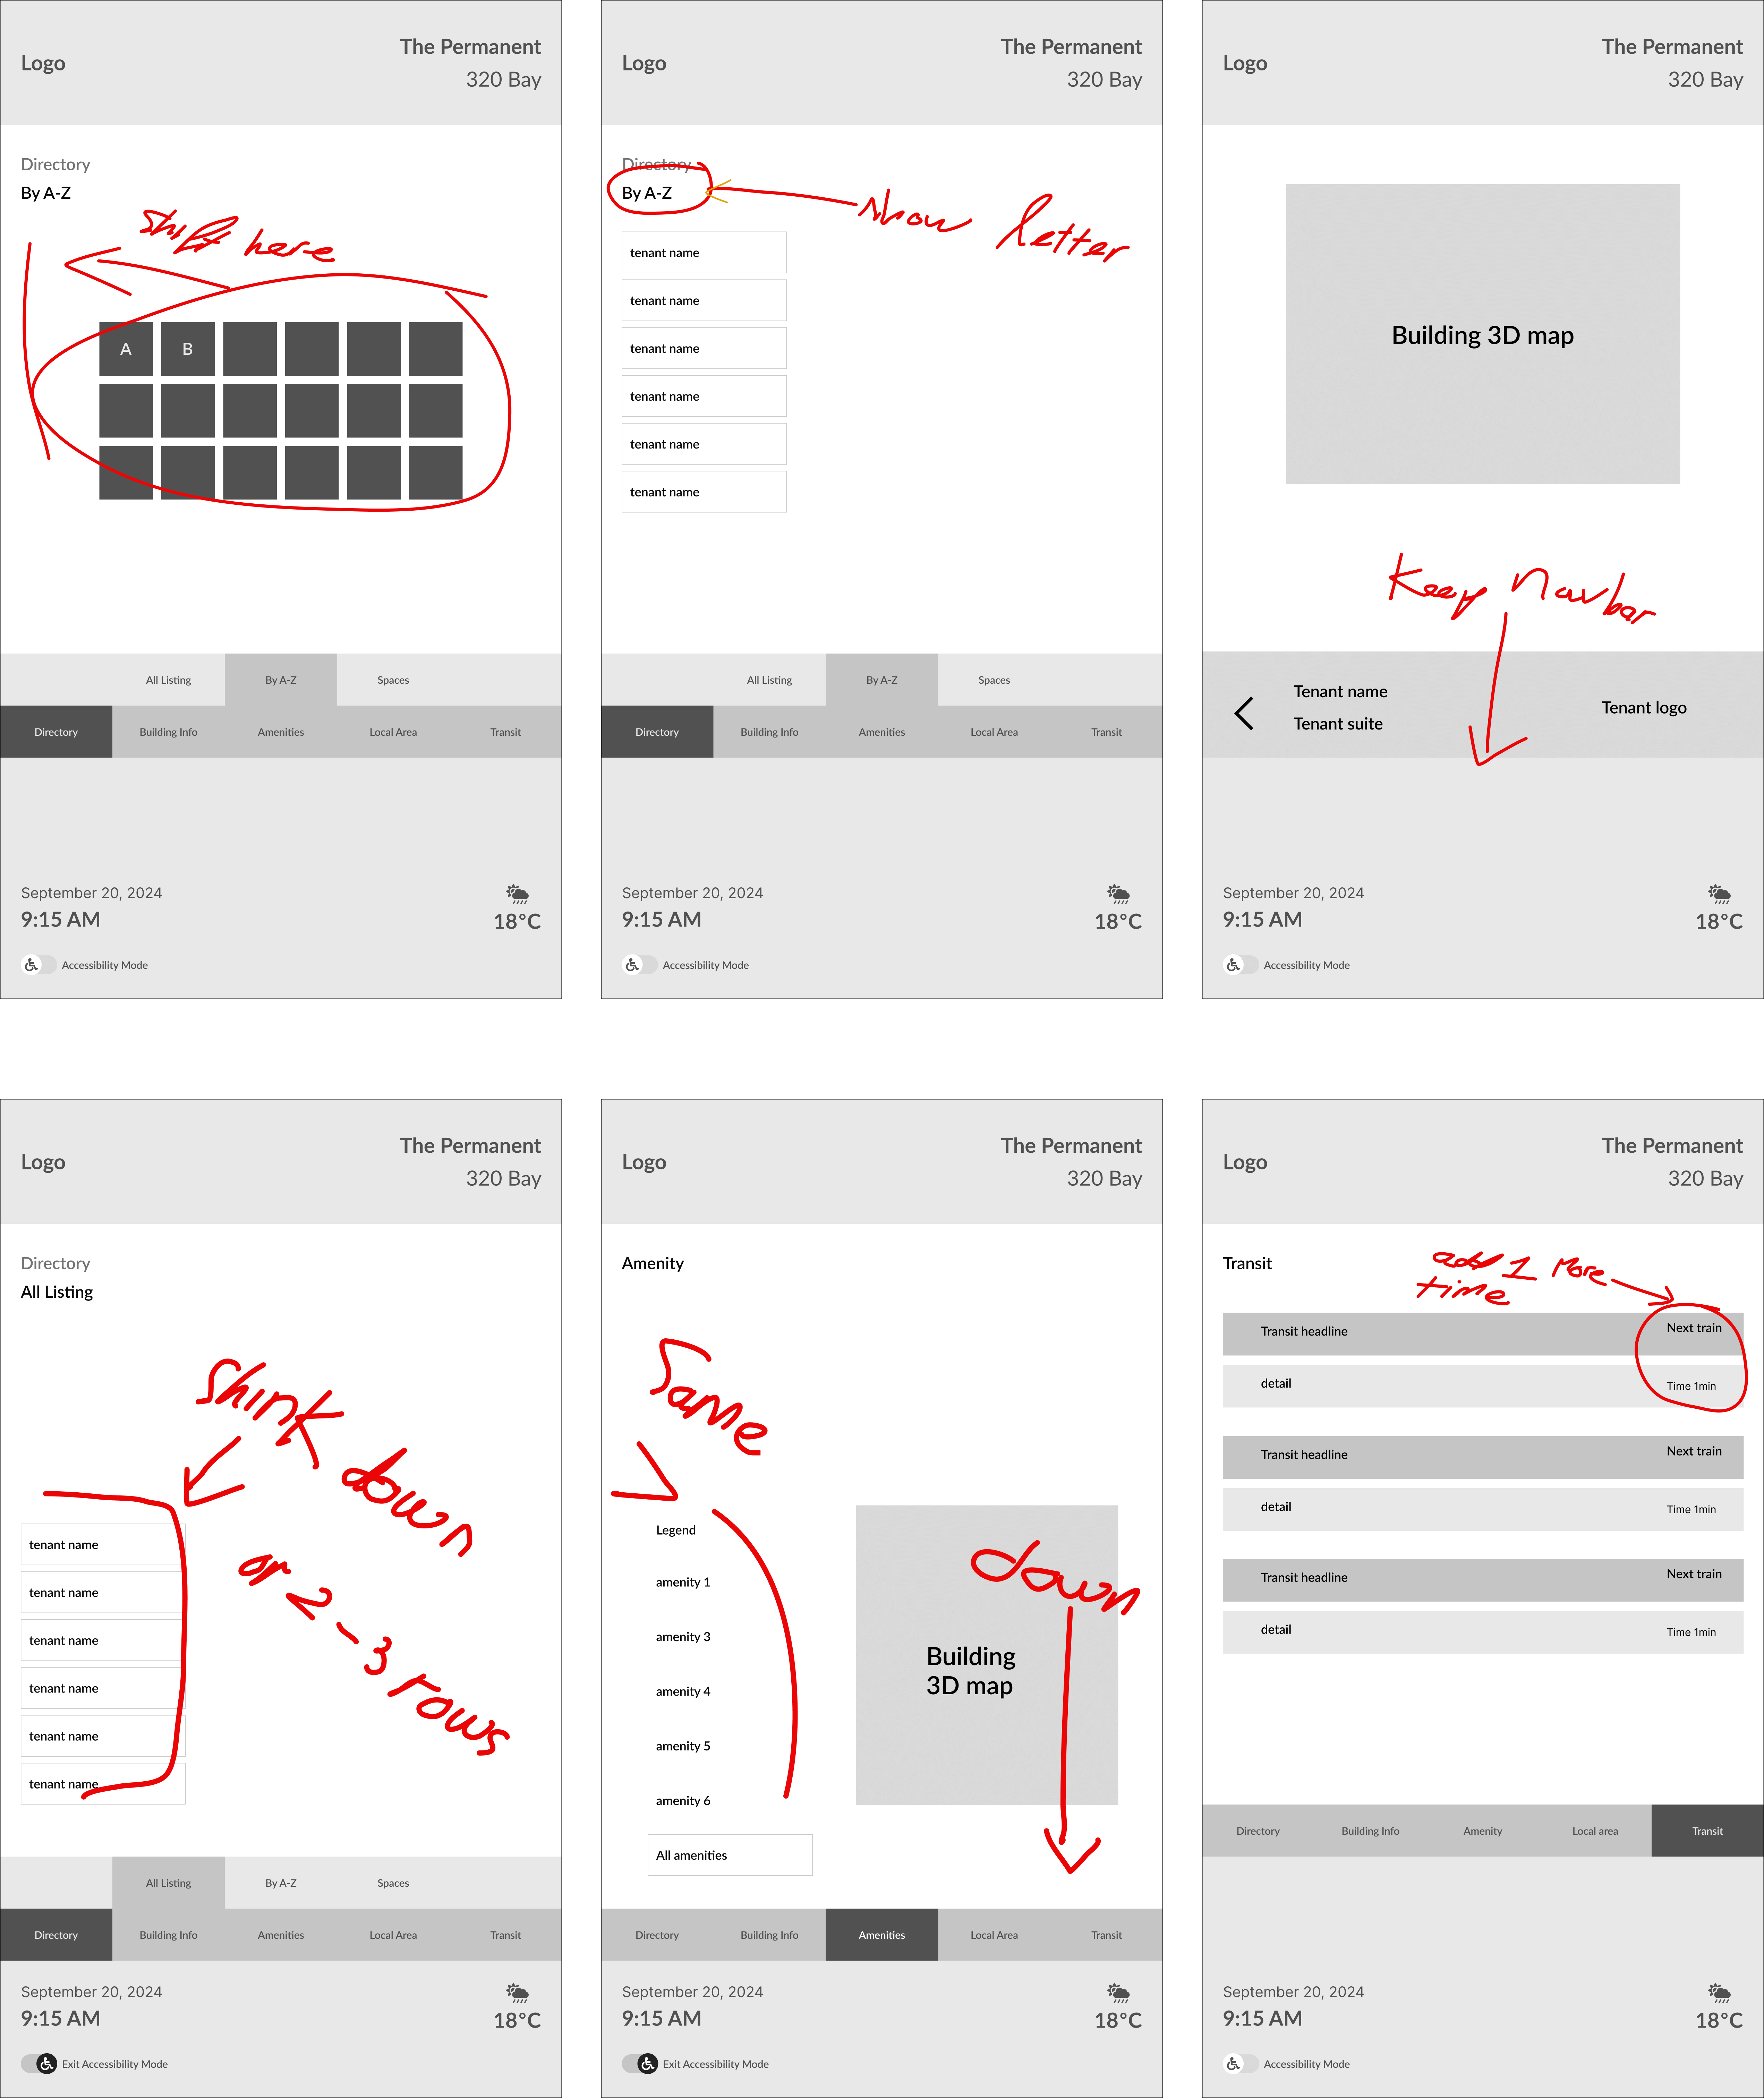 Logo
The Permanent
320 Bay
Directory
By A-Z
shift here
A
B
All Listing
By A-Z
Spaces
Directory
Building Info
Amenities
Local Area
Transit
September 20, 2024
9:15 AM
18°C
Accessibility Mode
Logo
The Permanent
320 Bay
Directory
By A-Z
show letter
tenant name
tenant name
tenant name
tenant name
tenant name
tenant name
All Listing
By A-Z
Spaces
Directory
Building Info
Amenities
Local Area
Transit
September 20, 2024
9:15 AM
18°C
Accessibility Mode
Logo
The Permanent
320 Bay
Building 3D map
Keep Navbar
Tenant name
Tenant suite
Tenant logo
September 20, 2024
9:15 AM
18°C
Accessibility Mode
Logo
The Permanent
320 Bay
Directory
All Listing
Shink down
or 2-3 rows
tenant name
tenant name
tenant name
tenant name
tenant name
tenant name
All Listing
By A-Z
Spaces
Directory
Building Info
Amenities
Local Area
Transit
September 20, 2024
9:15 AM
18°C
Exit Accessibility Mode
Logo
The Permanent
320 Bay
Amenity
Same
Legend
amenity 1
amenity 3
amenity 4
amenity 5
amenity 6
All amenities
down
Building
3D map
Directory
Building Info
Amenities
Local Area
Transit
September 20, 2024
9:15 AM
18°C
Exit Accessibility Mode
Logo
The Permanent
320 Bay
Transit
add 1 More
time
Transit headline
Next train
detail
Time 1min
Transit headline
Next train
detail
Time 1min
Transit headline
Next train
detail
Time 1min
Directory
Building Info
Amenity
Local area
Transit
September 20, 2024
9:15 AM
18°C
Accessibility Mode